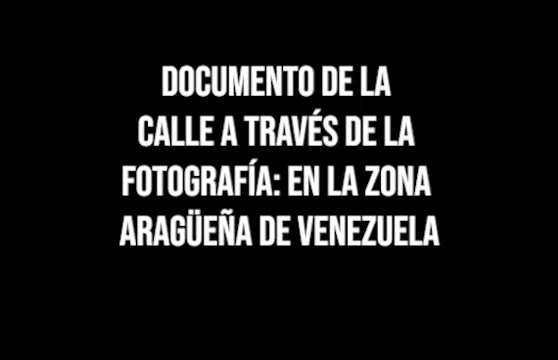 DOCUMENTO DE LA
CALLE A TRAVÉS DE LA
FOTOGRAFÍA: EN LA ZONA
ARAGÜEÑA DE VENEZUELA